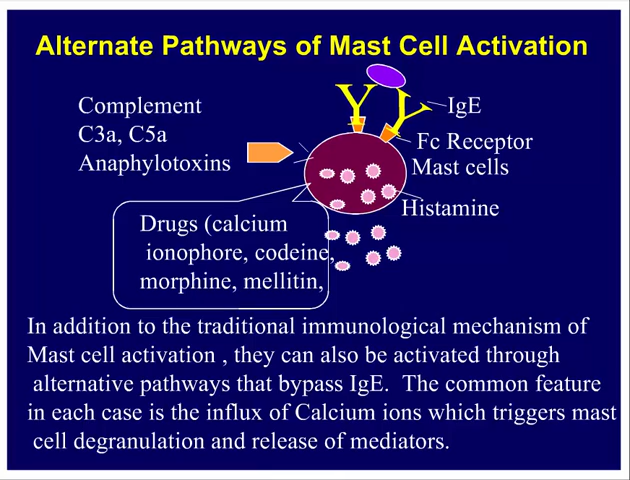 Alternate Pathways of Mast Cell Activation
Complement
C3a, C5a
Anaphylotoxins
IgE
Fc Receptor
Mast cells
Histamine
Drugs (calcium
ionophore, codeine,
morphine, mellitin,
In addition to the traditional immunological mechanism of
Mast cell activation , they can also be activated through
alternative pathways that bypass IgE. The common feature
in each case is the influx of Calcium ions which triggers mast
cell degranulation and release of mediators.